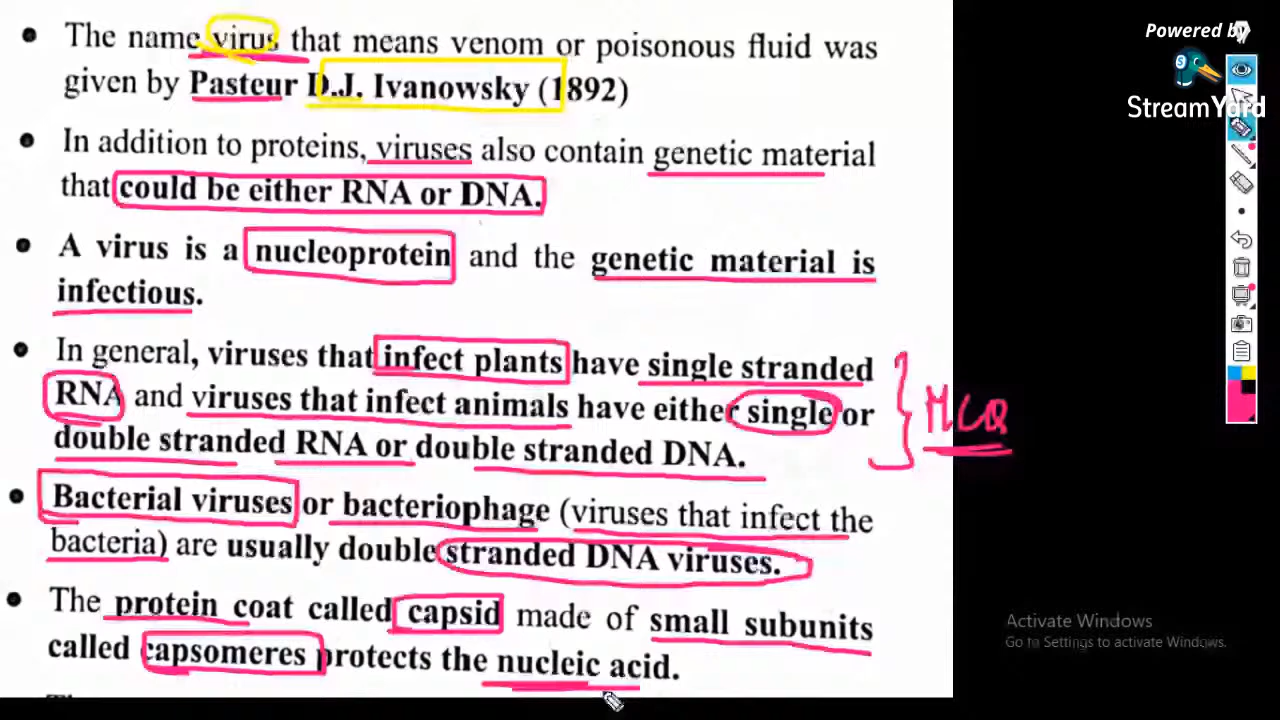 The name virus that means venom or poisonous fluid was
given by Pasteur D.J. Ivanowsky (1892)
In addition to proteins, viruses also contain genetic material
that could be either RNA or DNA.
A virus is a nucleoprotein and the genetic material is
infectious.
In general, viruses that infect plants have single stranded
RNA and viruses that infect animals have either single or
double stranded RNA or double stranded DNA.
MCQ
Bacterial viruses or bacteriophage (viruses that infect the
bacteria) are usually double stranded DNA viruses.
The protein coat called capsid made of small subunits
called capsomeres protects the nucleic acid.
Powered by
StreamYard
Activate Windows
Go to Settings to activate Windows.